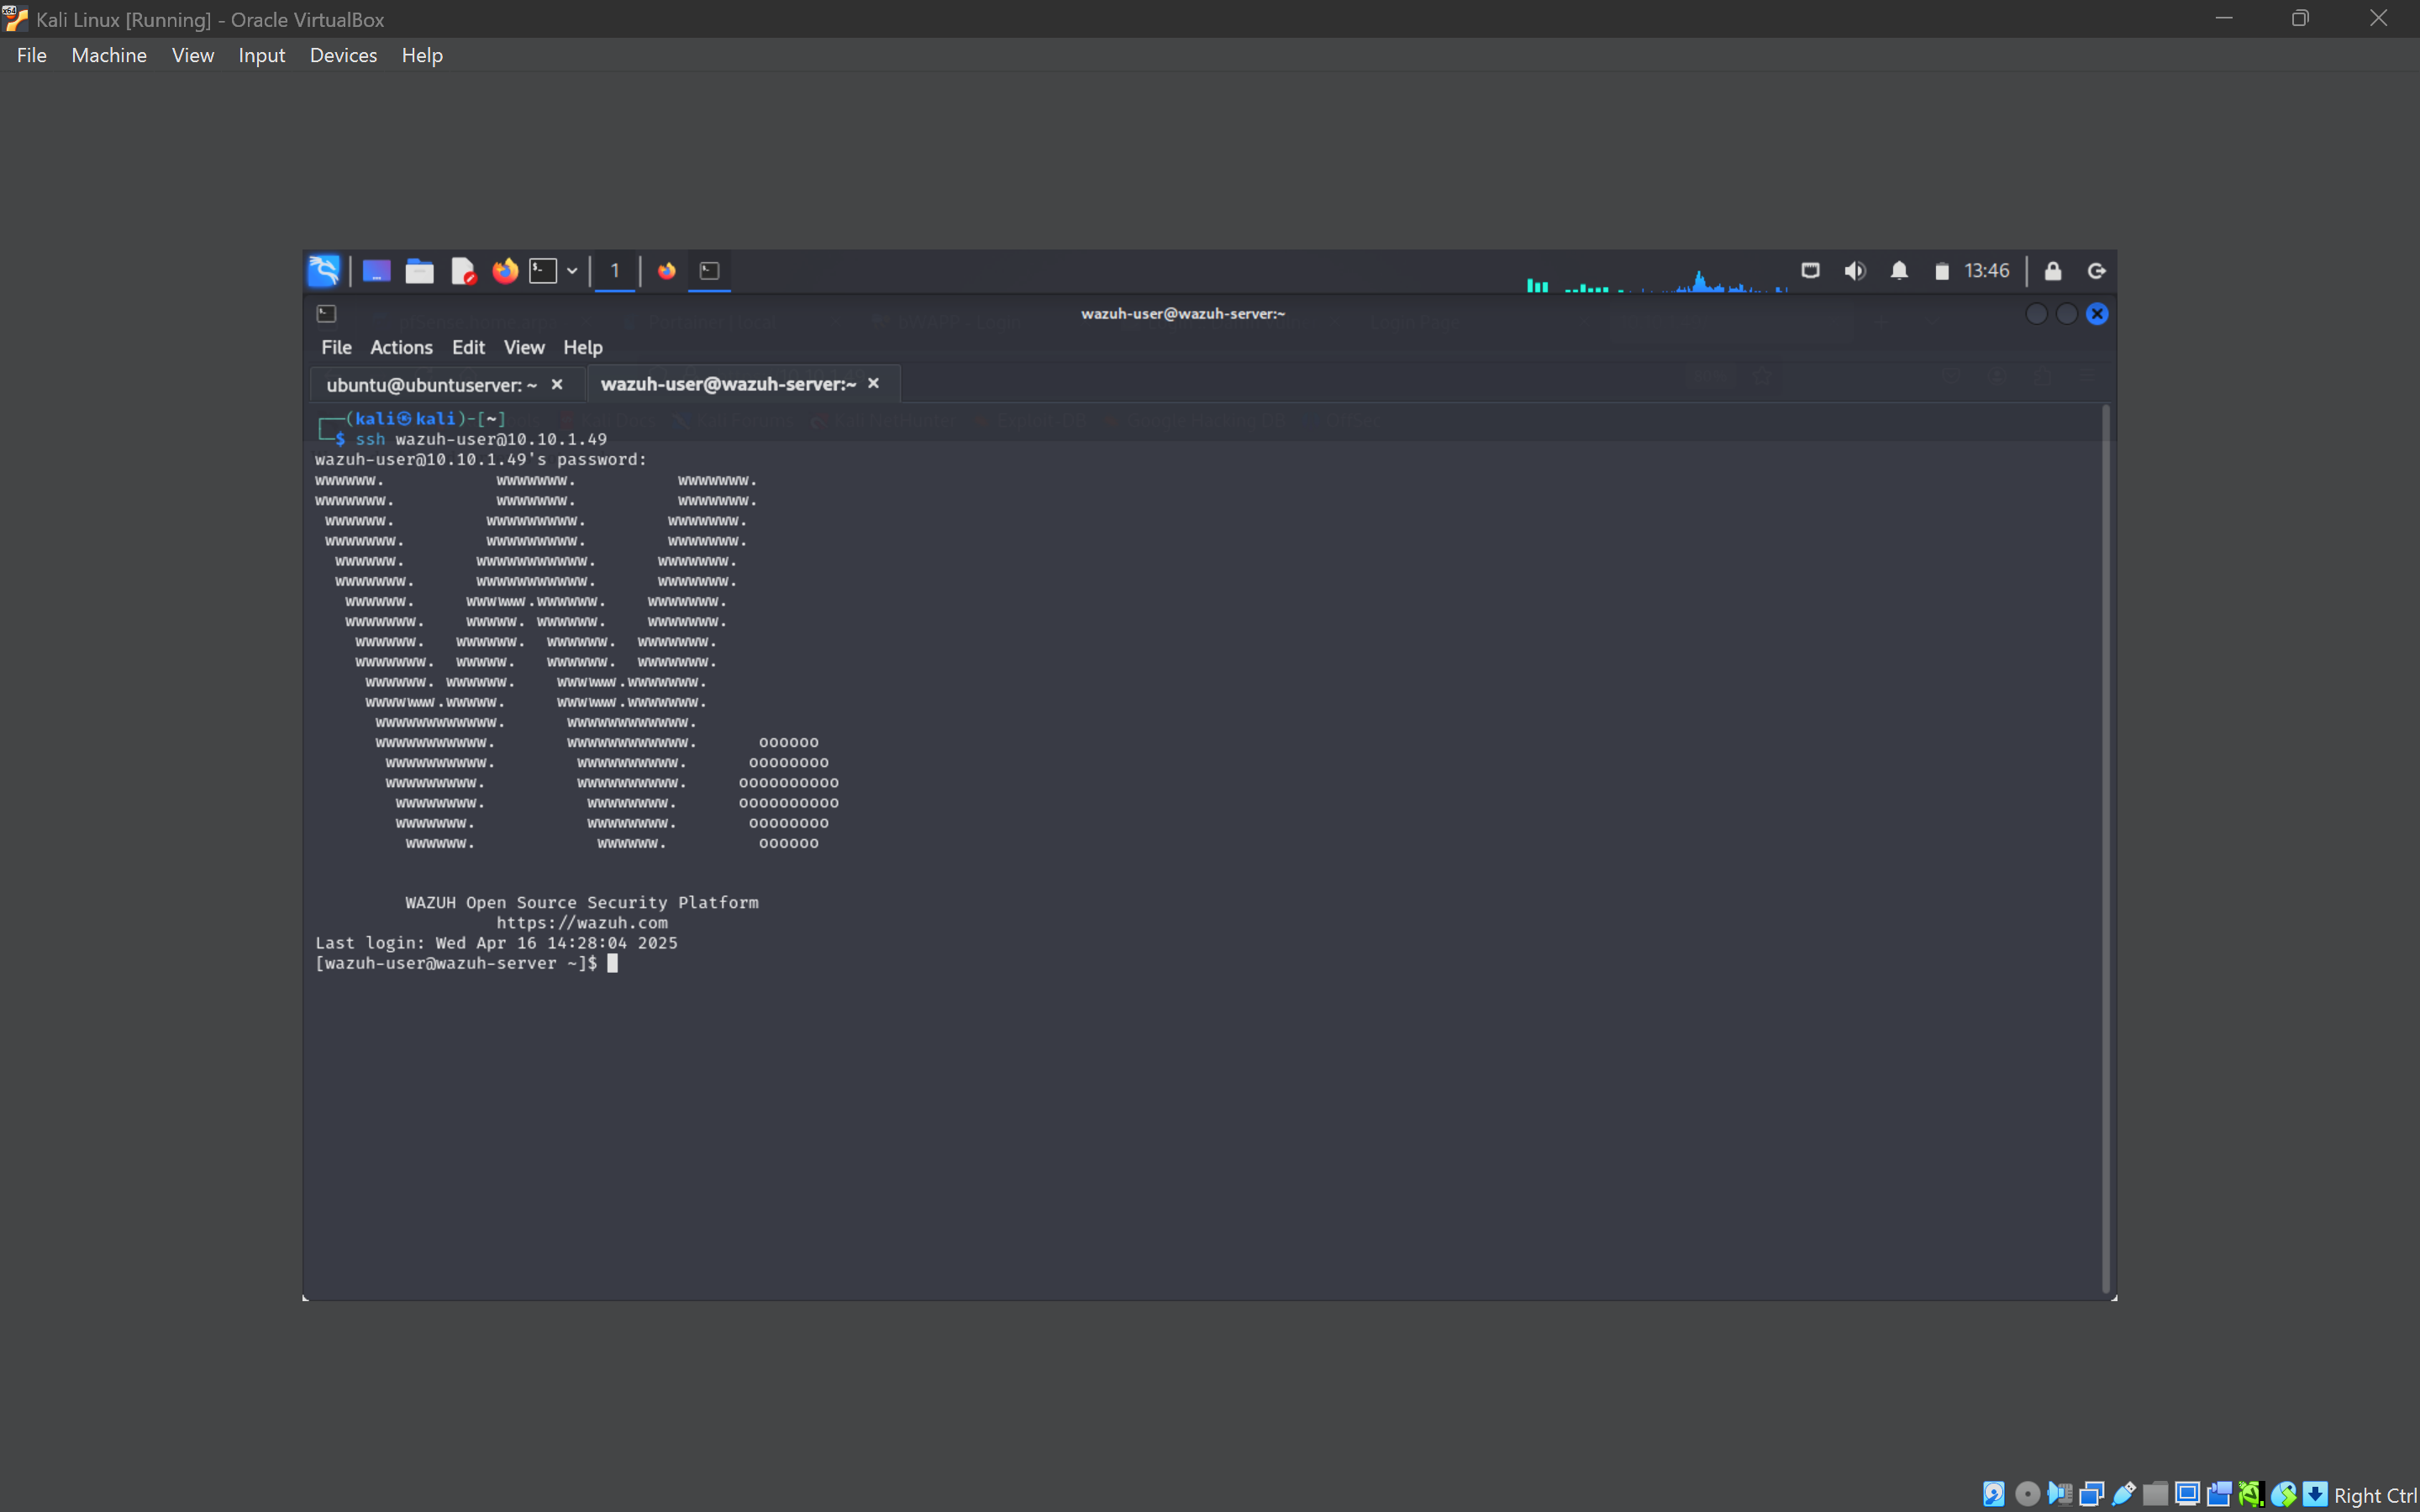 Kali Linux [Running] - Oracle VirtualBox
File Machine View Input Devices Help
1
13:46
wazuh-user@wazuh-server:~
File Actions Edit View Help
ubuntu@ubuntuserver: ~ × wazuh-user@wazuh-server:~ ×
┌──(kali㉿kali)-[~]
└─$ ssh wazuh-user@10.10.1.49
wazuh-user@10.10.1.49's password:
wwwwww.           wwwwwww.          wwwwwww.
wwwwwww.          wwwwwww.          wwwwwww.
 wwwwww.         wwwwwwwww.        wwwwwww.
 wwwwwww.        wwwwwwwww.        wwwwwww.
  wwwwww.       wwwwwwwwwww.      wwwwwww.
  wwwwwww.      wwwwwwwwwww.      wwwwwww.
   wwwwww.     wwwwww.wwwwww.    wwwwwww.
   wwwwwww.    wwwww. wwwwww.    wwwwwww.
    wwwwww.   wwwwww.  wwwwww.  wwwwwww.
    wwwwwww.  wwwww.   wwwwww.  wwwwwww.
     wwwwww. wwwwww.    wwwwww.wwwwwww.
     wwwwwww.wwwww.     wwwwww.wwwwwww.
      wwwwwwwwwwww.      wwwwwwwwwwww.
      wwwwwwwwwww.       wwwwwwwwwwww.      oooooo
       wwwwwwwwww.        wwwwwwwwww.      oooooooo
       wwwwwwwww.         wwwwwwwwww.     oooooooooo
        wwwwwwww.          wwwwwwww.      oooooooooo
        wwwwwww.           wwwwwwww.       oooooooo
         wwwwww.            wwwwww.         oooooo
WAZUH Open Source Security Platform
https://wazuh.com
Last login: Wed Apr 16 14:28:04 2025
[wazuh-user@wazuh-server ~]$
Right Ctrl